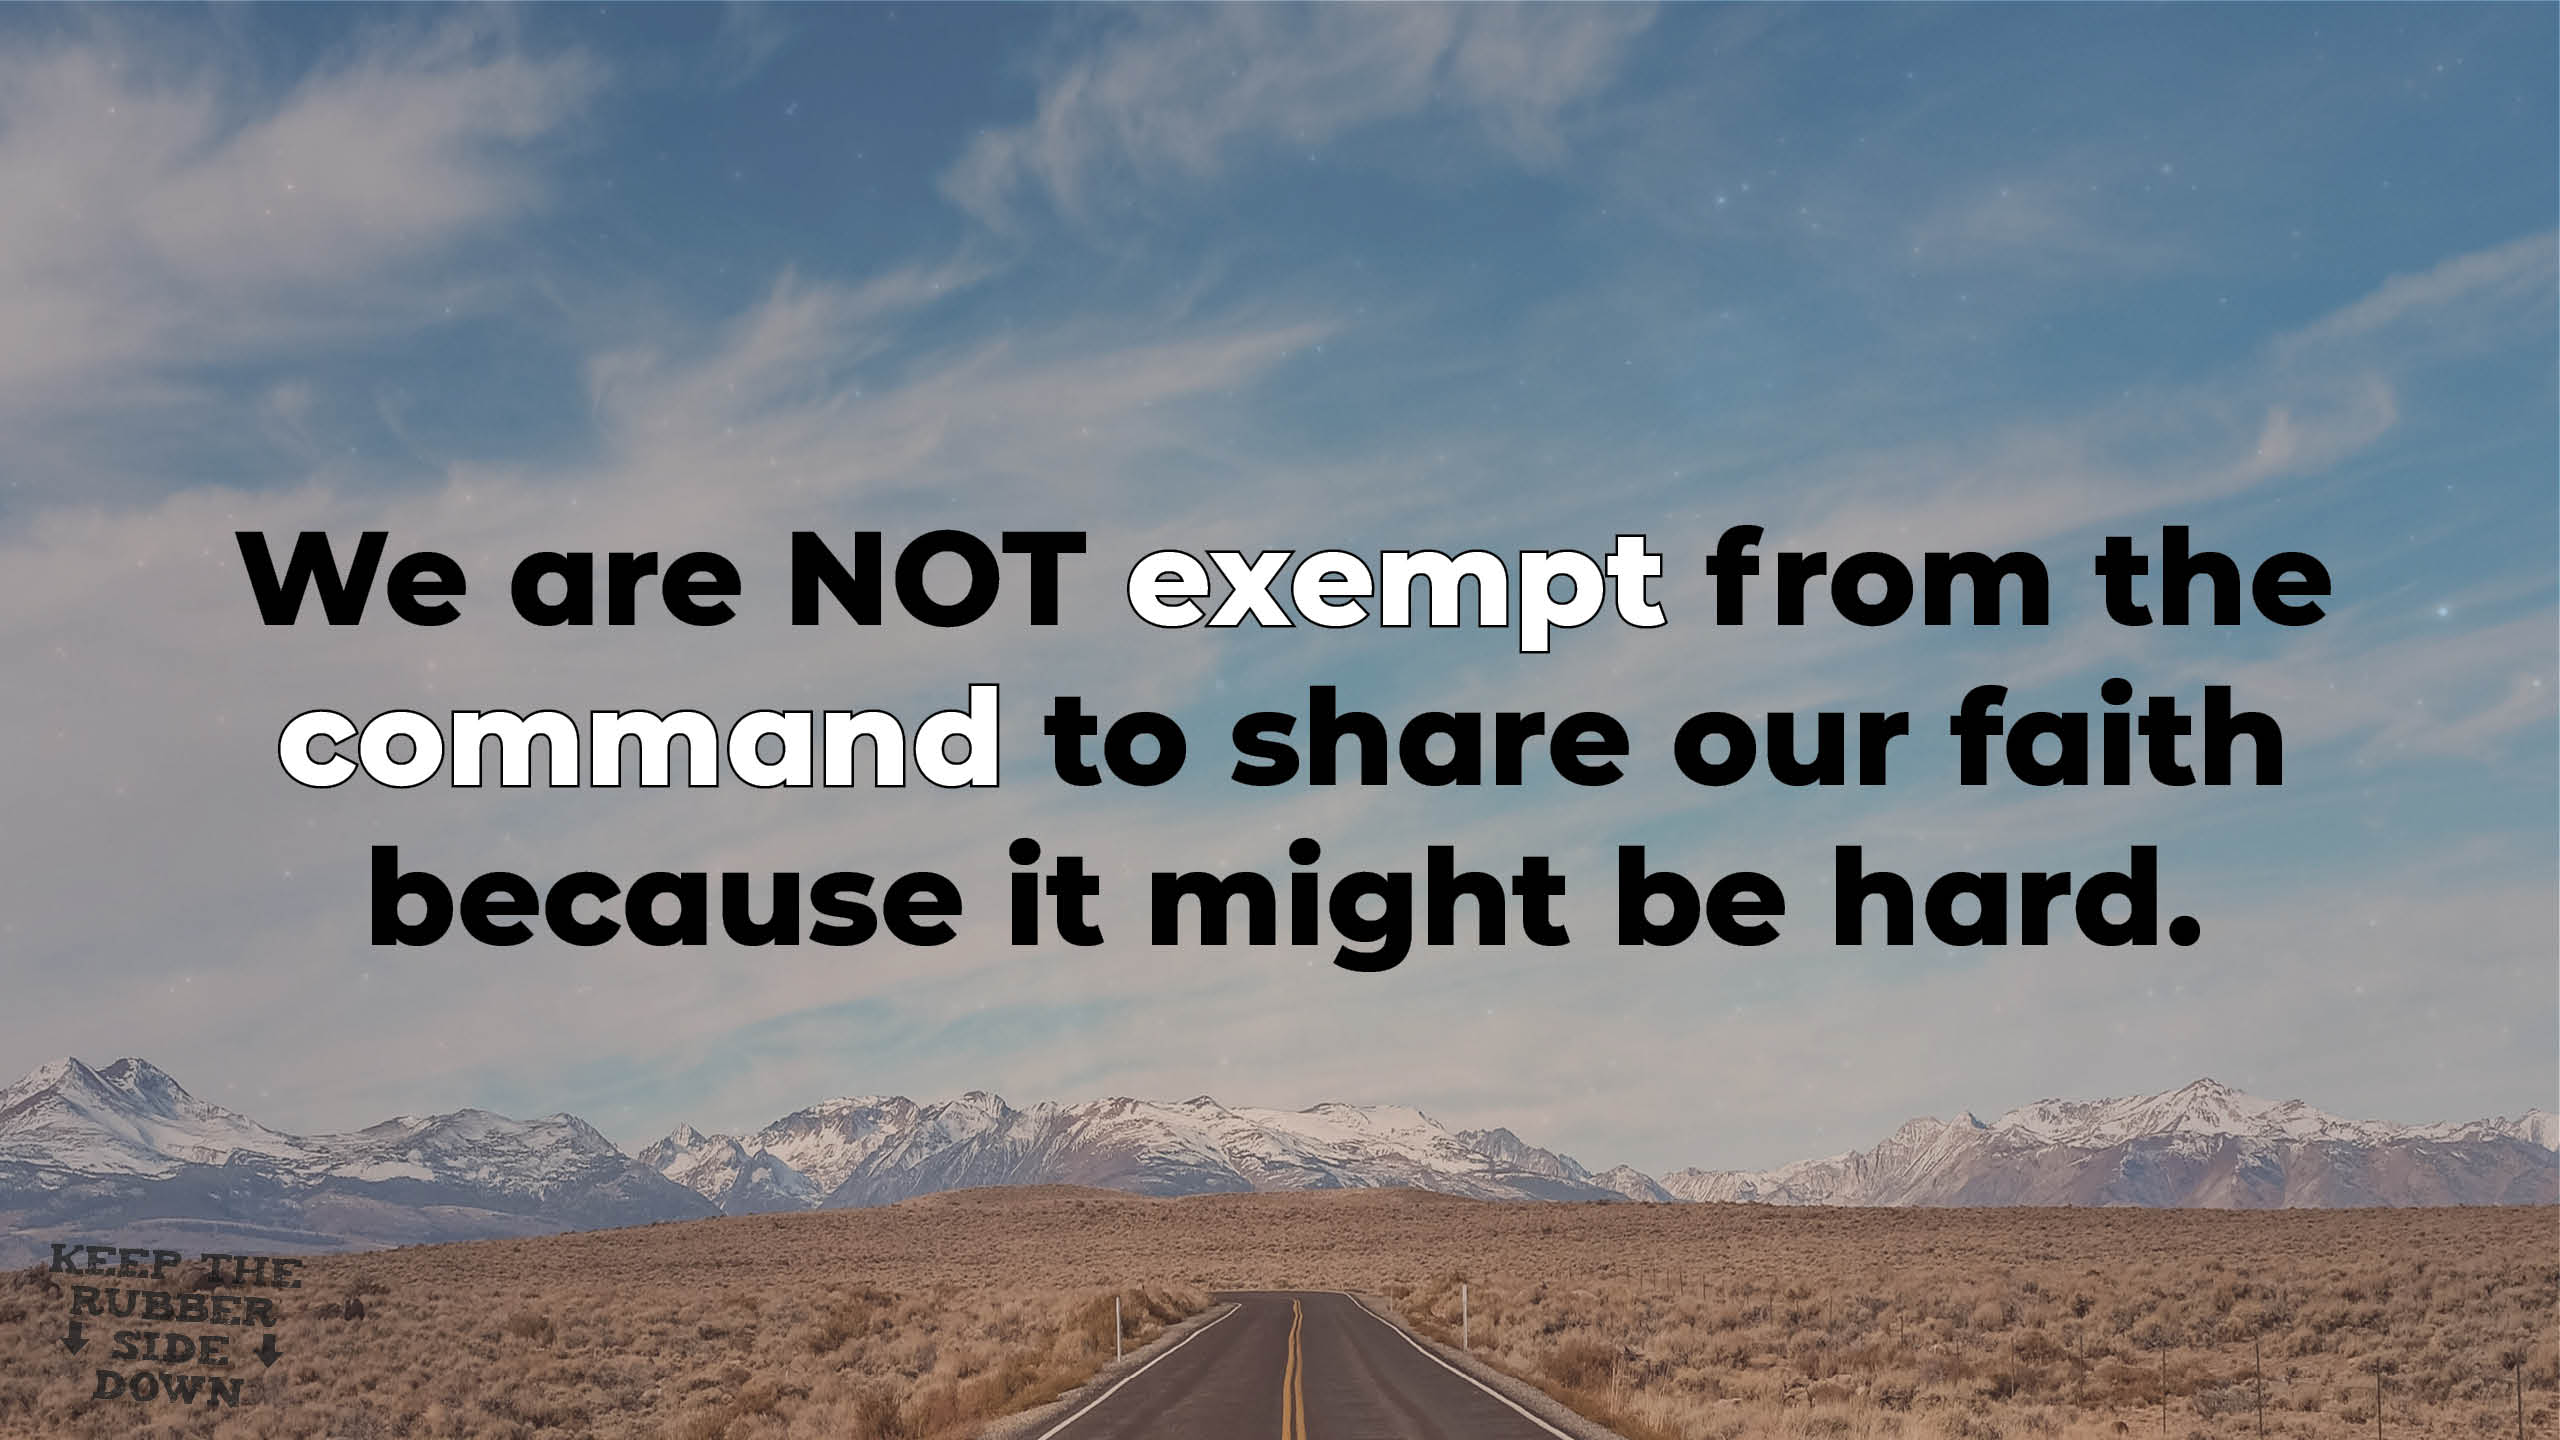 We are NOT exempt from the
command to share our faith
because it might be hard.
KEEP THE
RUBBER
SIDE
DOWN